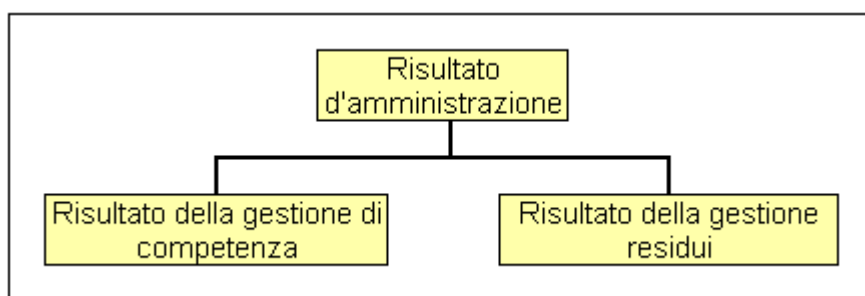 Risultato
d'amministrazione
Risultato della gestione di
competenza
Risultato della gestione
residui